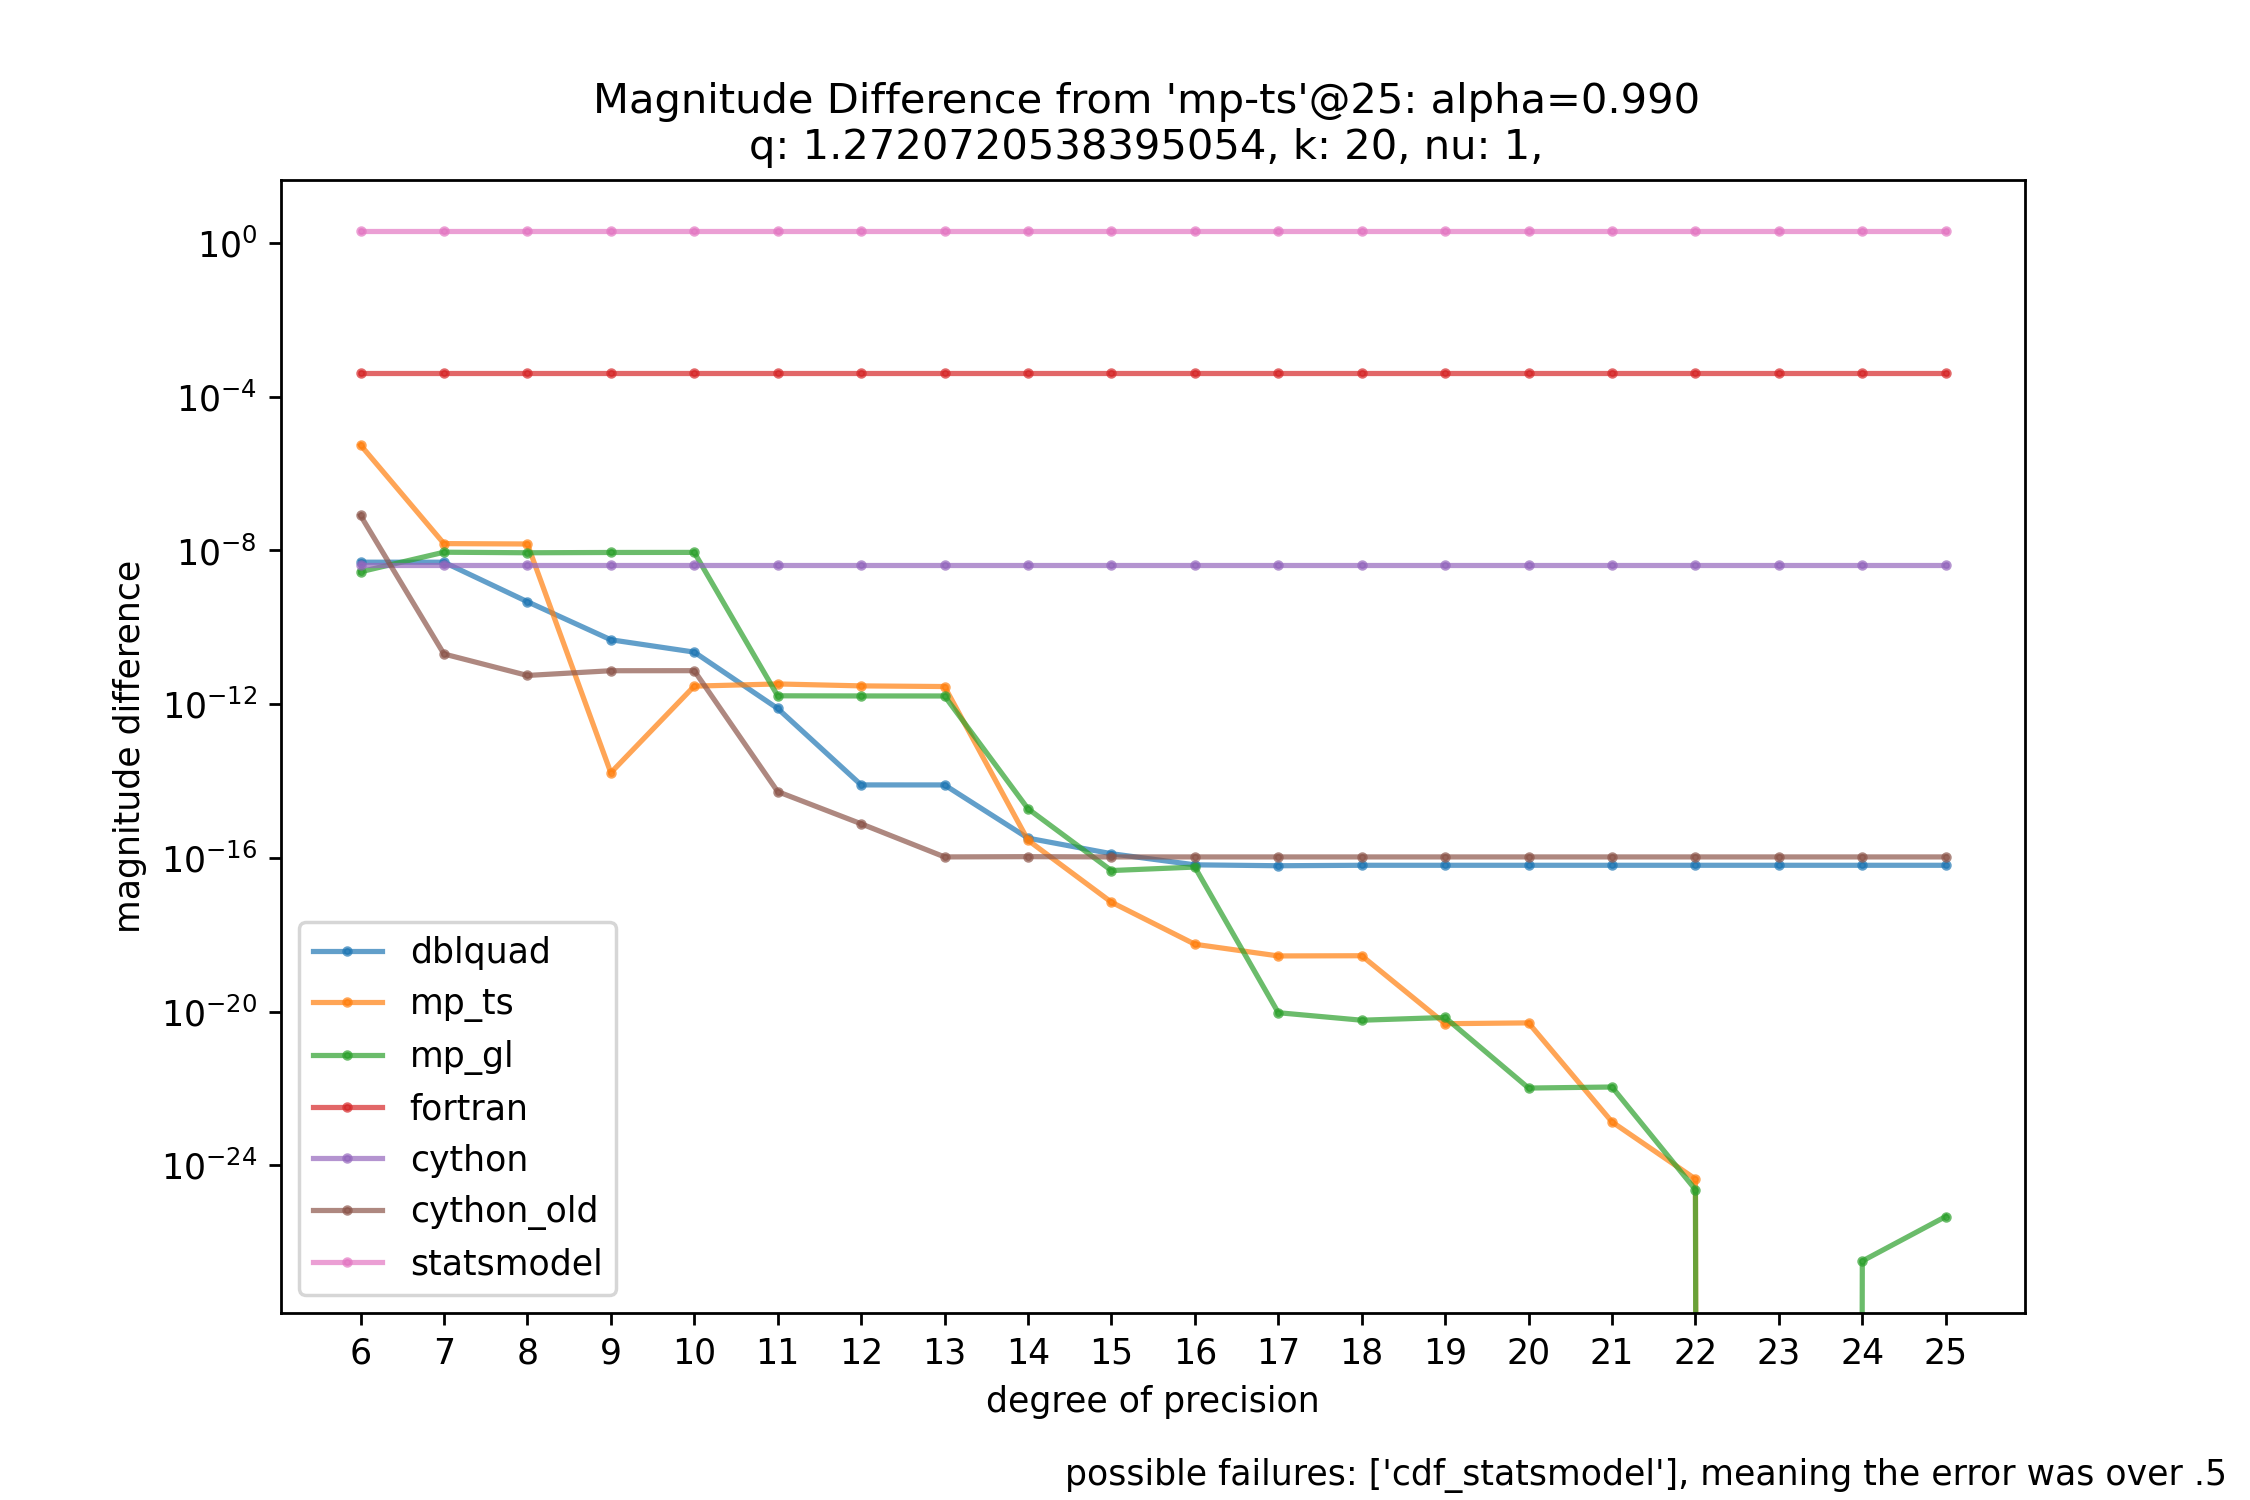 Magnitude Difference from 'mp-ts'@25: alpha=0.990
q: 1.2720720538395054, k: 20, nu: 1,
magnitude difference
10^0
10^−4
10^−8
10^−12
10^−16
10^−20
10^−24
dblquad
mp_ts
mp_gl
fortran
cython
cython_old
statsmodel
6 7 8 9 10 11 12 13 14 15 16 17 18 19 20 21 22 23 24 25
degree of precision
possible failures: ['cdf_statsmodel'], meaning the error was over .5